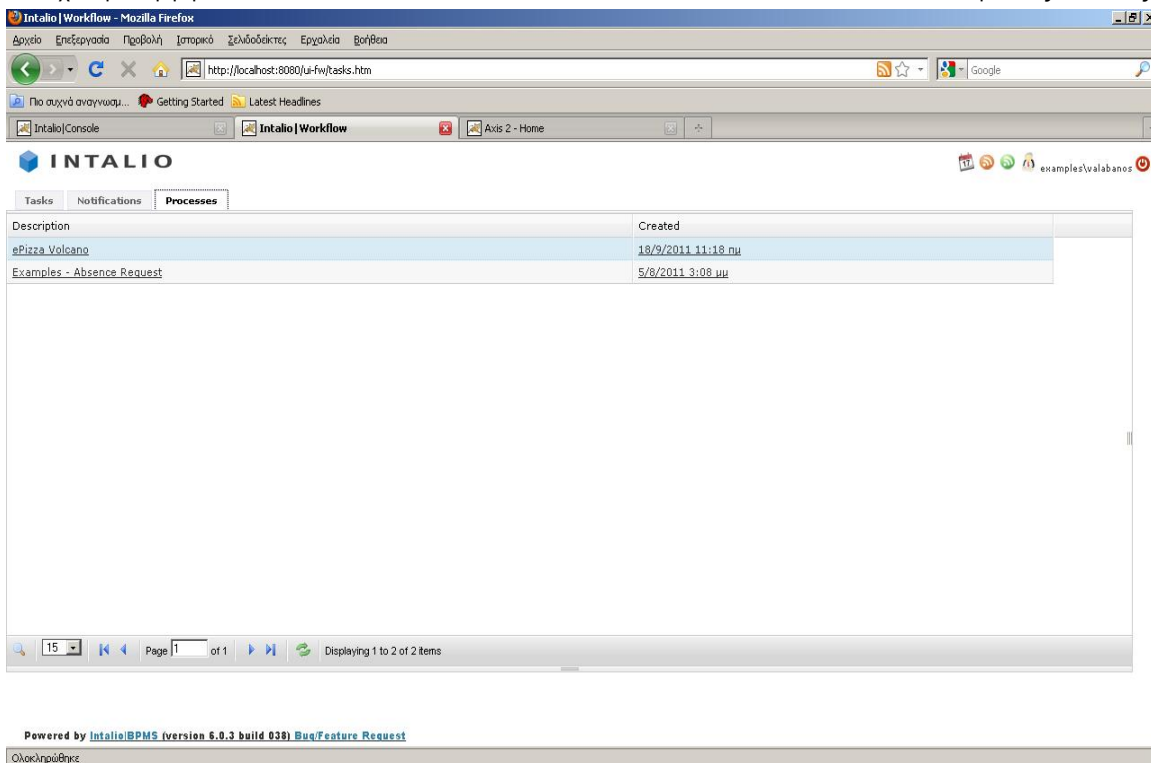 Intalio|Workflow - Mozilla Firefox
Αρχείο Επεξεργασία Προβολή Ιστορικό Σελιδοδείκτες Εργαλεία Βοήθεια
http://localhost:8080/ui-fw/tasks.htm Google
Πιο συχνά αναγνωσμ... Getting Started Latest Headlines
Intalio|Console Intalio|Workflow Axis 2 - Home
INTALIO examples\valabanos
Tasks Notifications Processes
Description Created
ePizza Volcano 18/9/2011 11:18 πμ
Examples - Absence Request 5/8/2011 3:08 μμ
15 Page 1 of 1 Displaying 1 to 2 of 2 items
Powered by Intalio|BPMS (version 6.0.3 build 038) Bug/Feature Request
Ολοκληρώθηκε